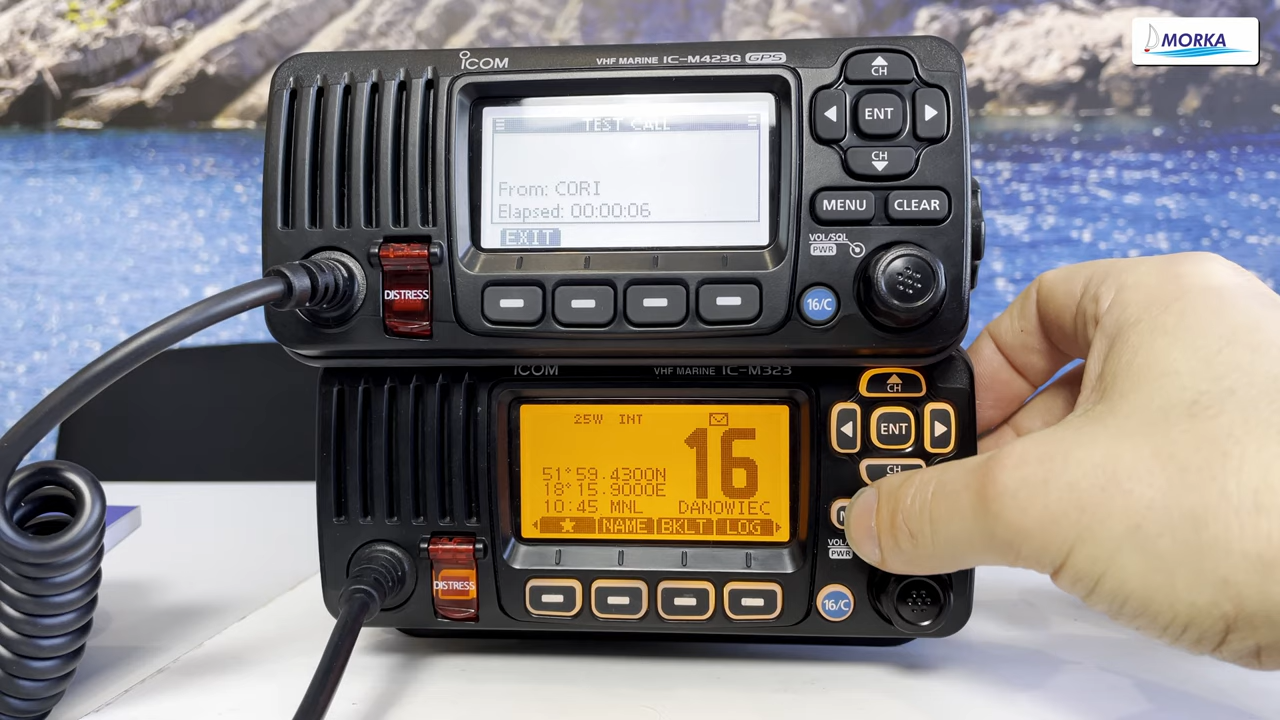 MORKA
ICOM
VHF MARINE IC-M423G GPS
CH
ENT
CH
MENU CLEAR
VOL/SQL
PWR
16/C
DISTRESS
TEST CALL
From: CORI
Elapsed: 00:00:06
EXIT
ICOM
VHF MARINE IC-M323
CH
ENT
CH
VOL/
PWR
16/C
DISTRESS
25W INT
16
51°59.4300N
18°15.9000E
10:45 MNL DANOWIEC
★ NAME BKLT LOG